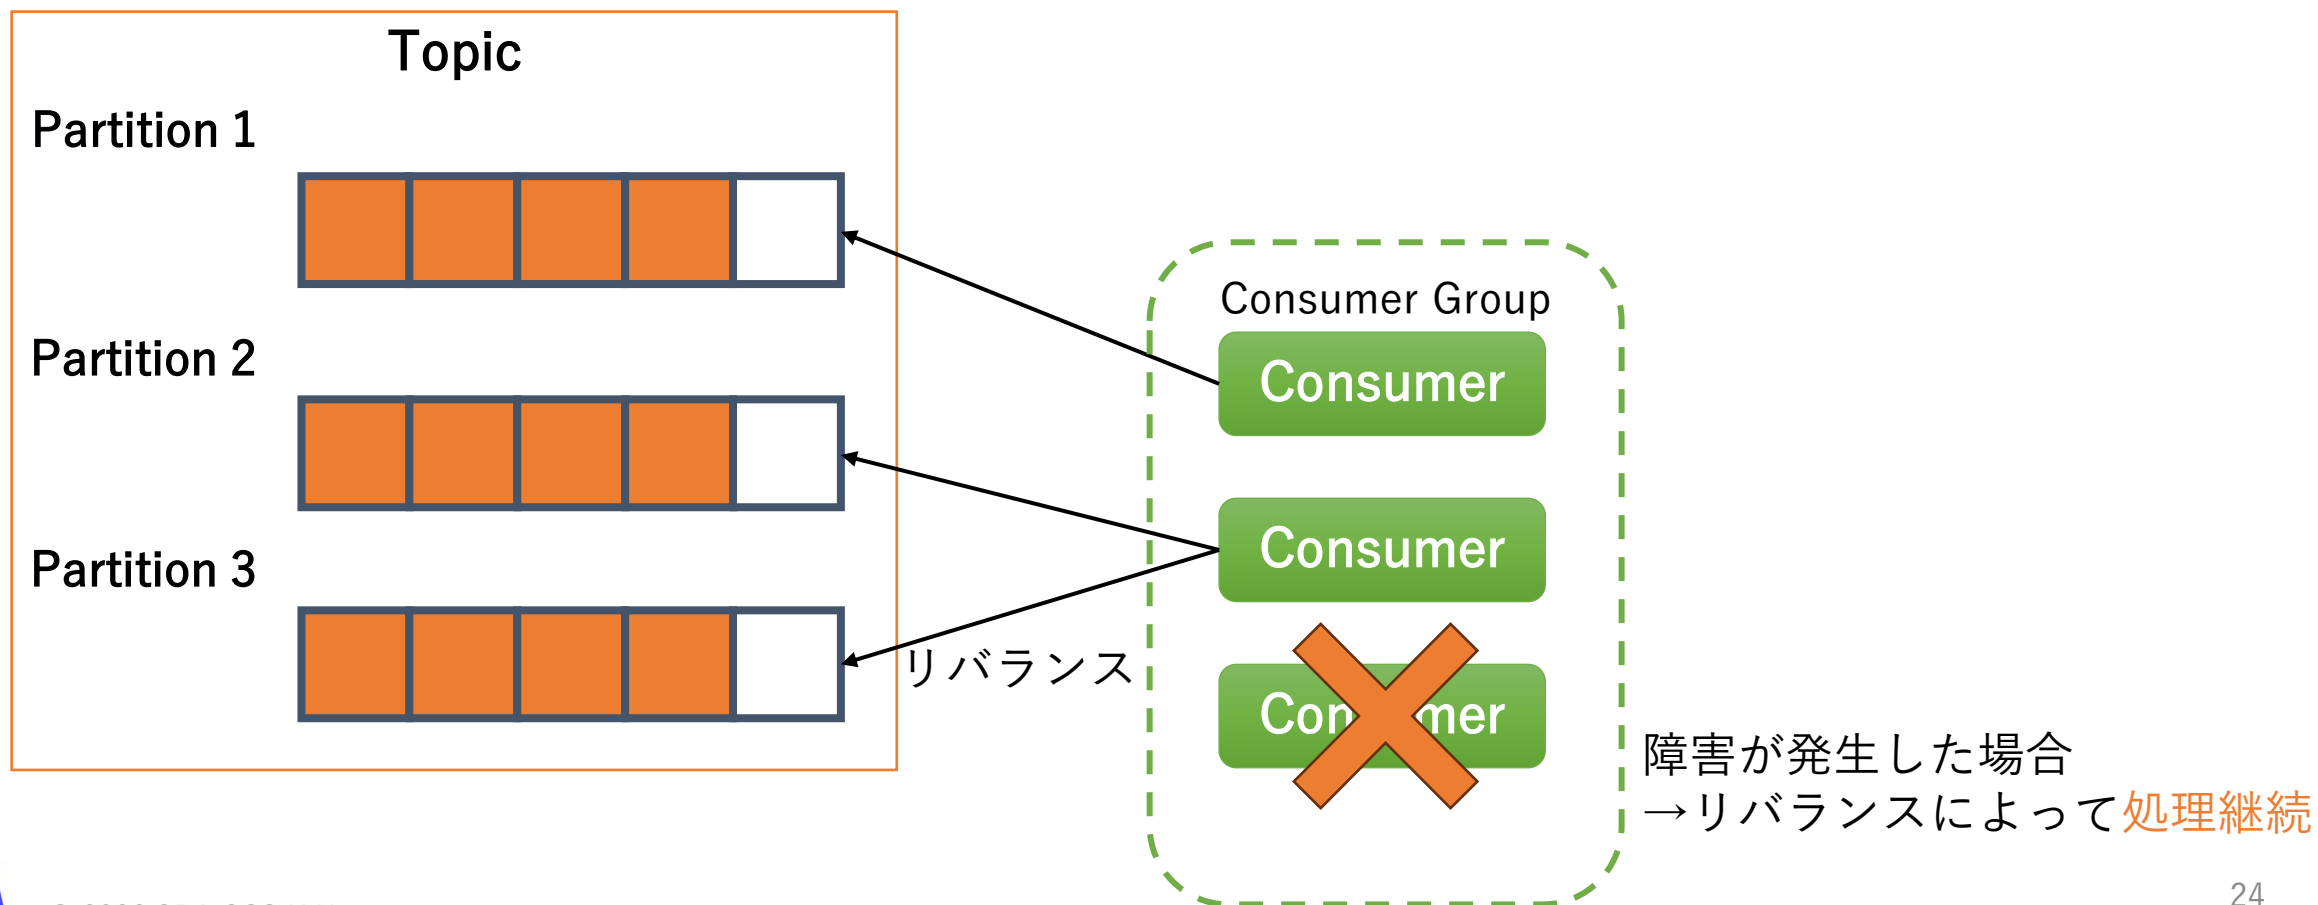 Topic
Partition 1
Partition 2
Partition 3
リバランス
Consumer Group
Consumer
Consumer
障害が発生した場合
→リバランスによって処理継続
24